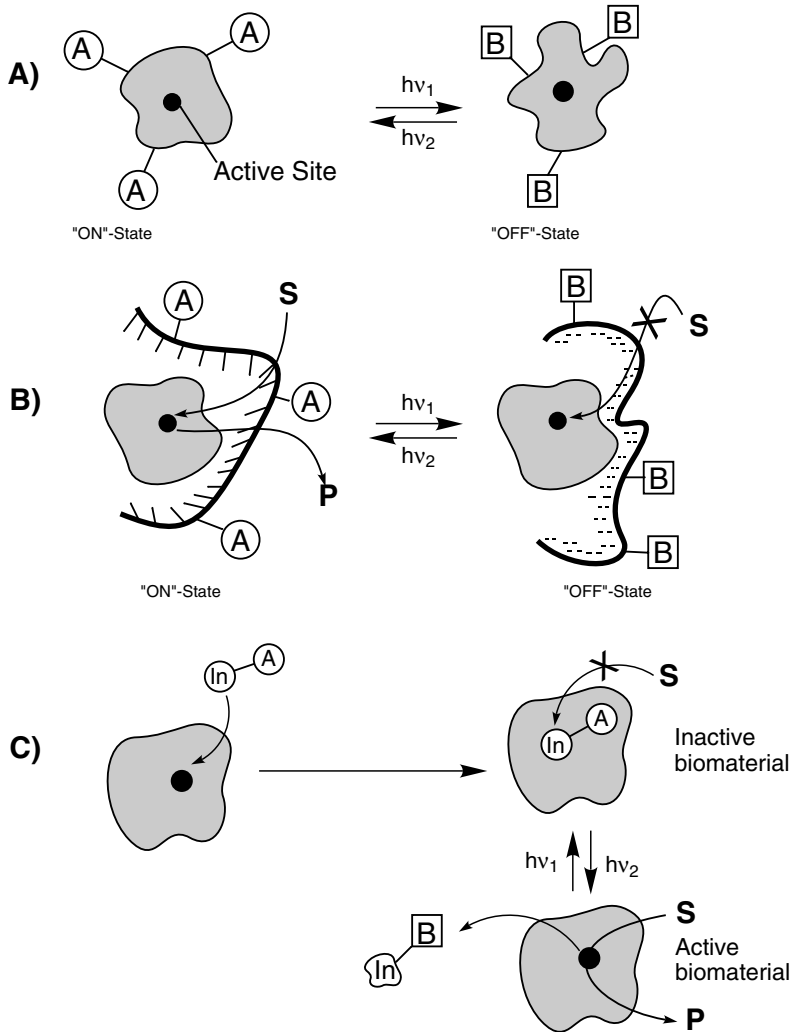 A)
A
A
A
Active Site
"ON"-State
hν1
hν2
B
B
B
"OFF"-State
B)
A
S
A
P
A
"ON"-State
hν1
hν2
B
S
B
B
"OFF"-State
C)
In
A
S
In
A
Inactive
biomaterial
hν1
hν2
In
B
S
Active
biomaterial
P